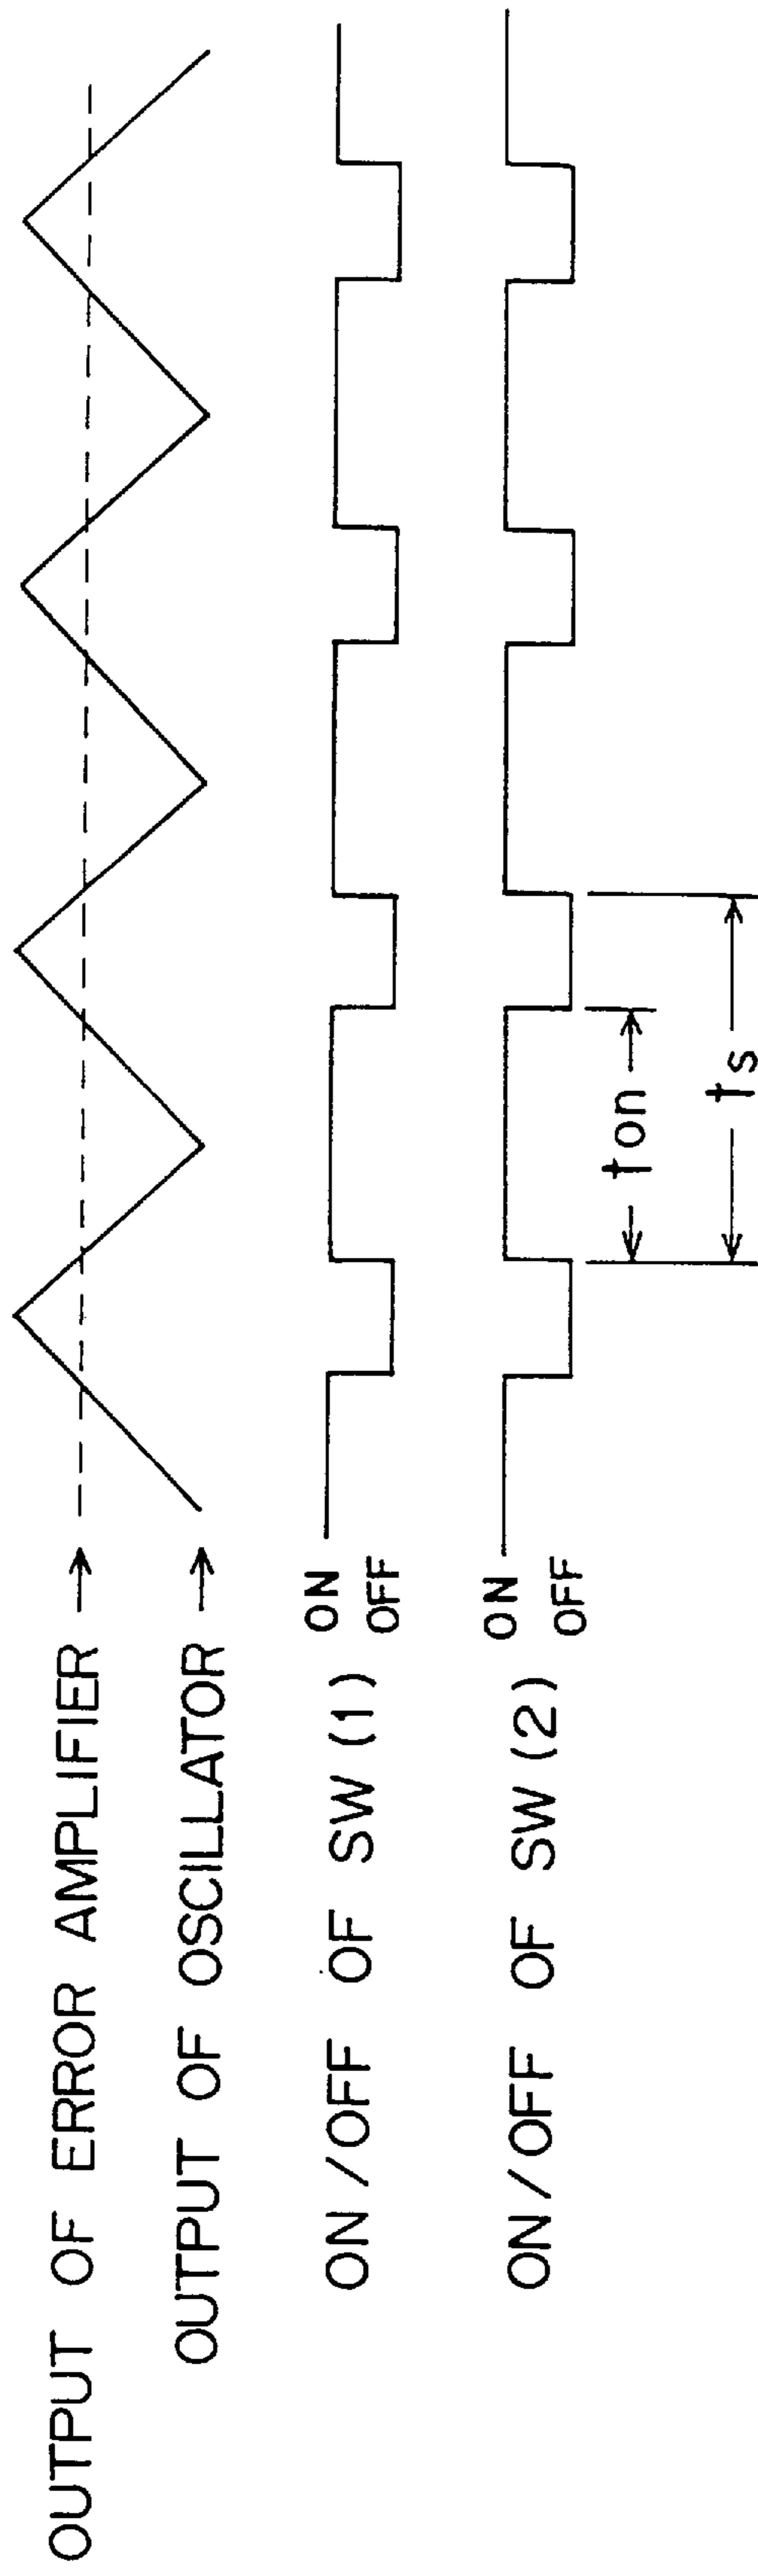 OUTPUT OF ERROR AMPLIFIER
OUTPUT OF OSCILLATOR
ON/OFF OF SW (1) ON
OFF
ON/OFF OF SW (2) ON
OFF
ton
ts